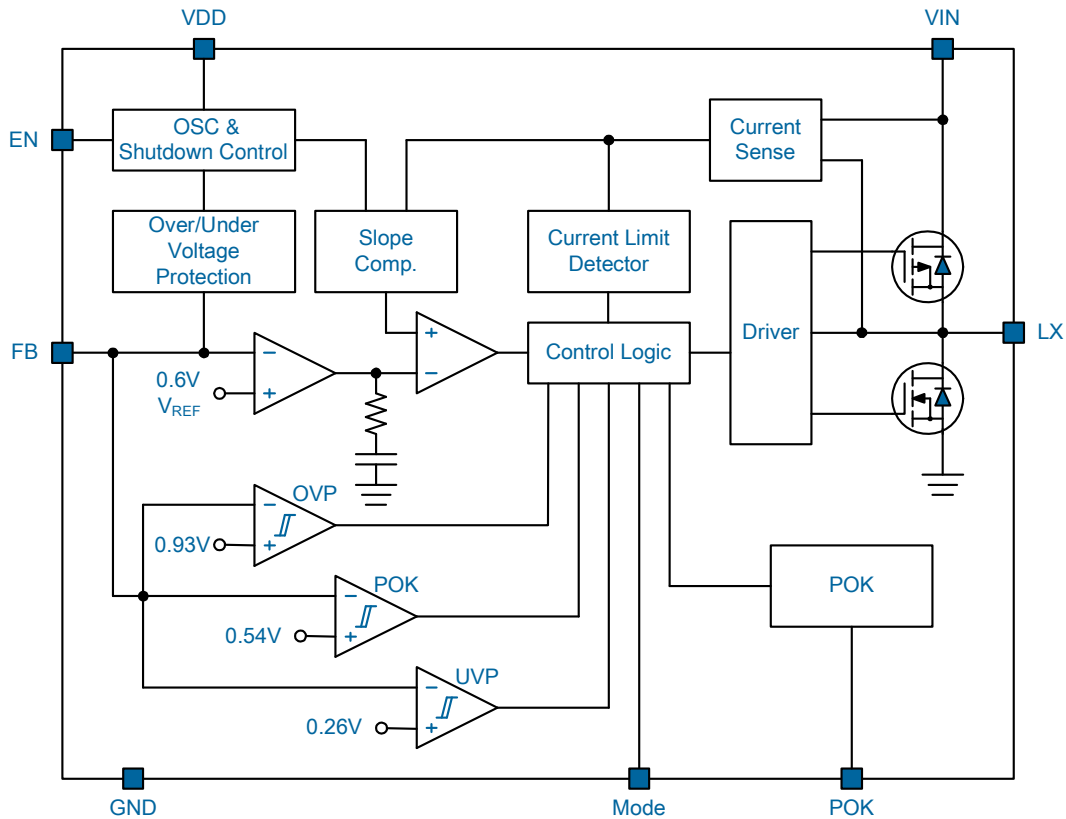 VDD
VIN
EN
OSC &
Shutdown Control
Current
Sense
Over/Under
Voltage
Protection
Slope
Comp.
Current Limit
Detector
Driver
FB
+
−
Control Logic
LX
−
+
0.6V
VREF
OVP
−
+
0.93V
POK
−
+
0.54V
POK
UVP
−
+
0.26V
GND
Mode
POK